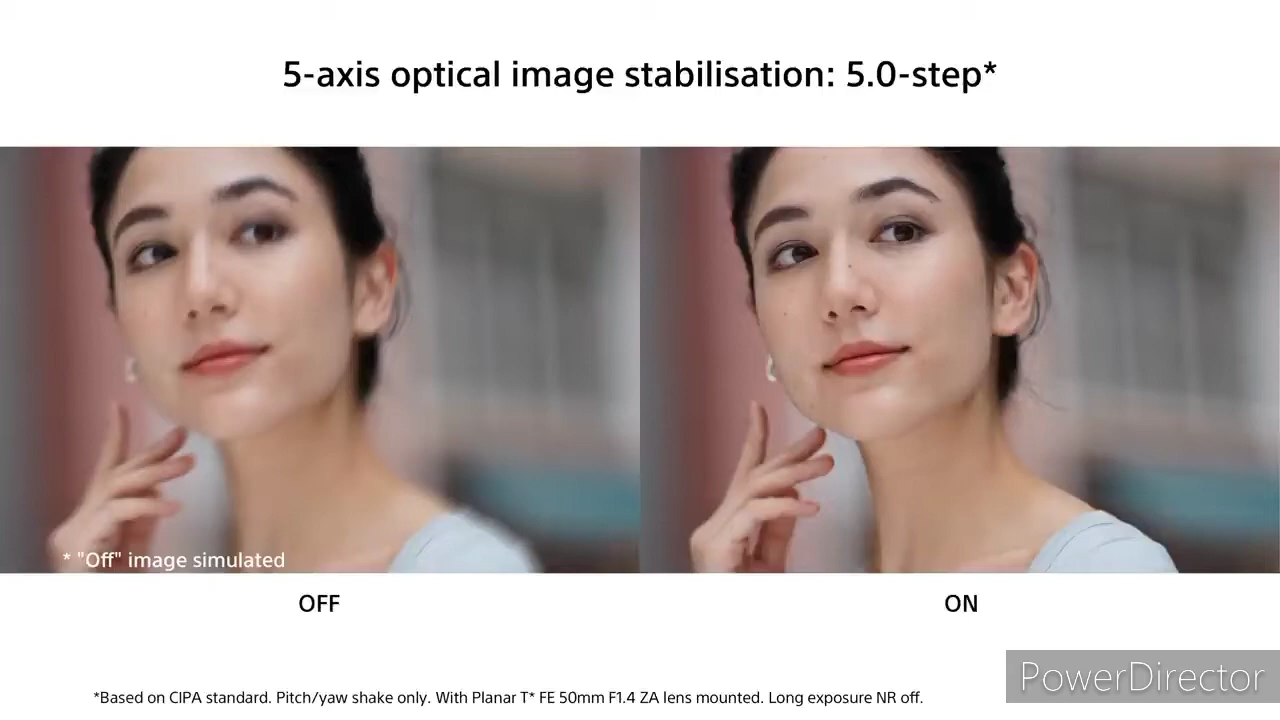 5-axis optical image stabilisation: 5.0-step*
* "Off" image simulated
OFF
ON
*Based on CIPA standard. Pitch/yaw shake only. With Planar T* FE 50mm F1.4 ZA lens mounted. Long exposure NR off.
PowerDirector